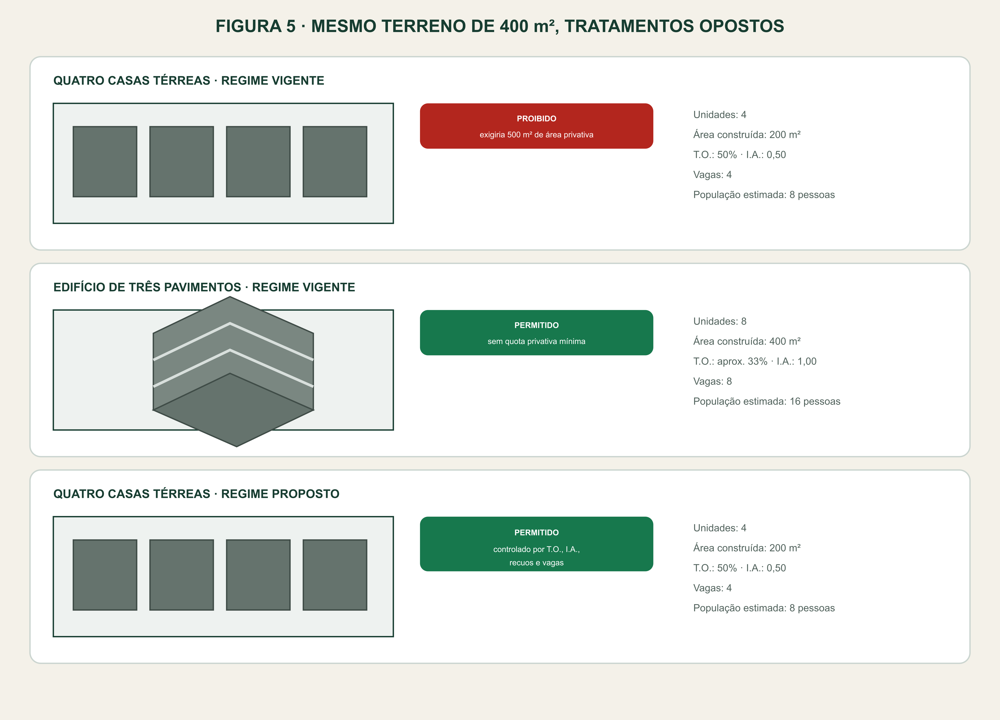 FIGURA 5 · MESMO TERRENO DE 400 m², TRATAMENTOS OPOSTOS
QUATRO CASAS TÉRREAS · REGIME VIGENTE
PROIBIDO
exigiria 500 m² de área privativa
Unidades: 4
Área construída: 200 m²
T.O.: 50% · I.A.: 0,50
Vagas: 4
População estimada: 8 pessoas
EDIFÍCIO DE TRÊS PAVIMENTOS · REGIME VIGENTE
PERMITIDO
sem quota privativa mínima
Unidades: 8
Área construída: 400 m²
T.O.: aprox. 33% · I.A.: 1,00
Vagas: 8
População estimada: 16 pessoas
QUATRO CASAS TÉRREAS · REGIME PROPOSTO
PERMITIDO
controlado por T.O., I.A.,
recuos e vagas
Unidades: 4
Área construída: 200 m²
T.O.: 50% · I.A.: 0,50
Vagas: 4
População estimada: 8 pessoas